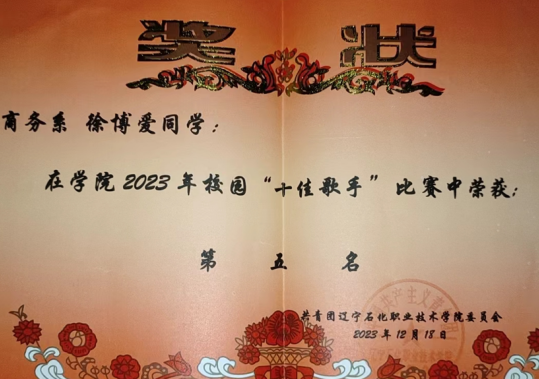 奖状
商务系 徐博爱同学：
在学院2023年校园“十佳歌手”比赛中荣获：
第五名
共青团辽宁石化职业技术学院委员会
2023年12月18日